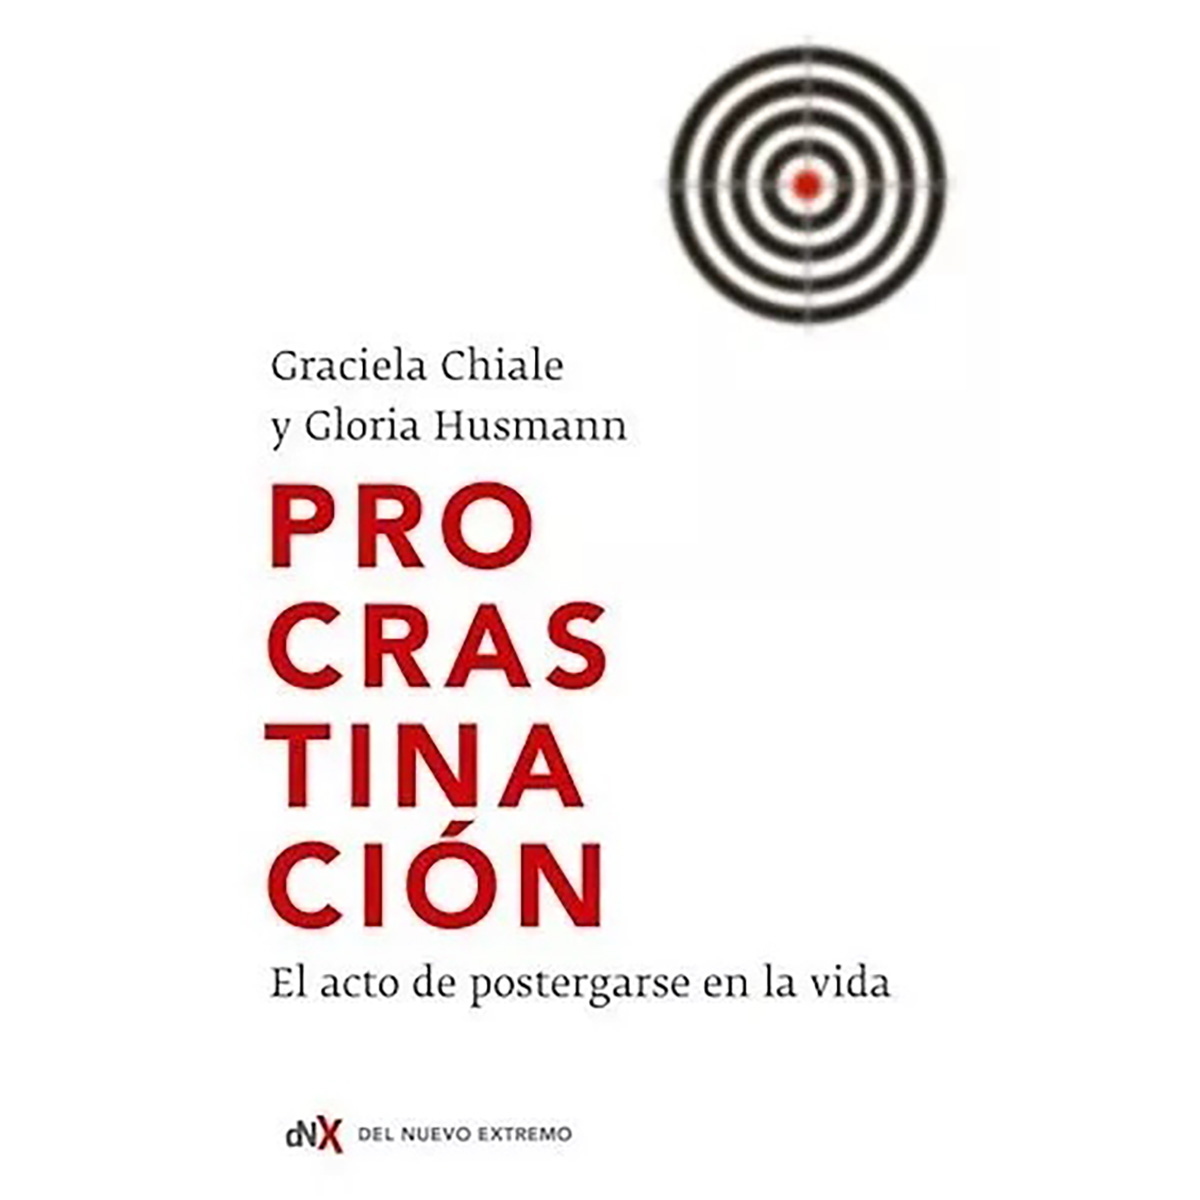 Graciela Chiale
y Gloria Husmann
PRO
CRAS
TINA
CIÓN
El acto de postergarse en la vida
dNX DEL NUEVO EXTREMO